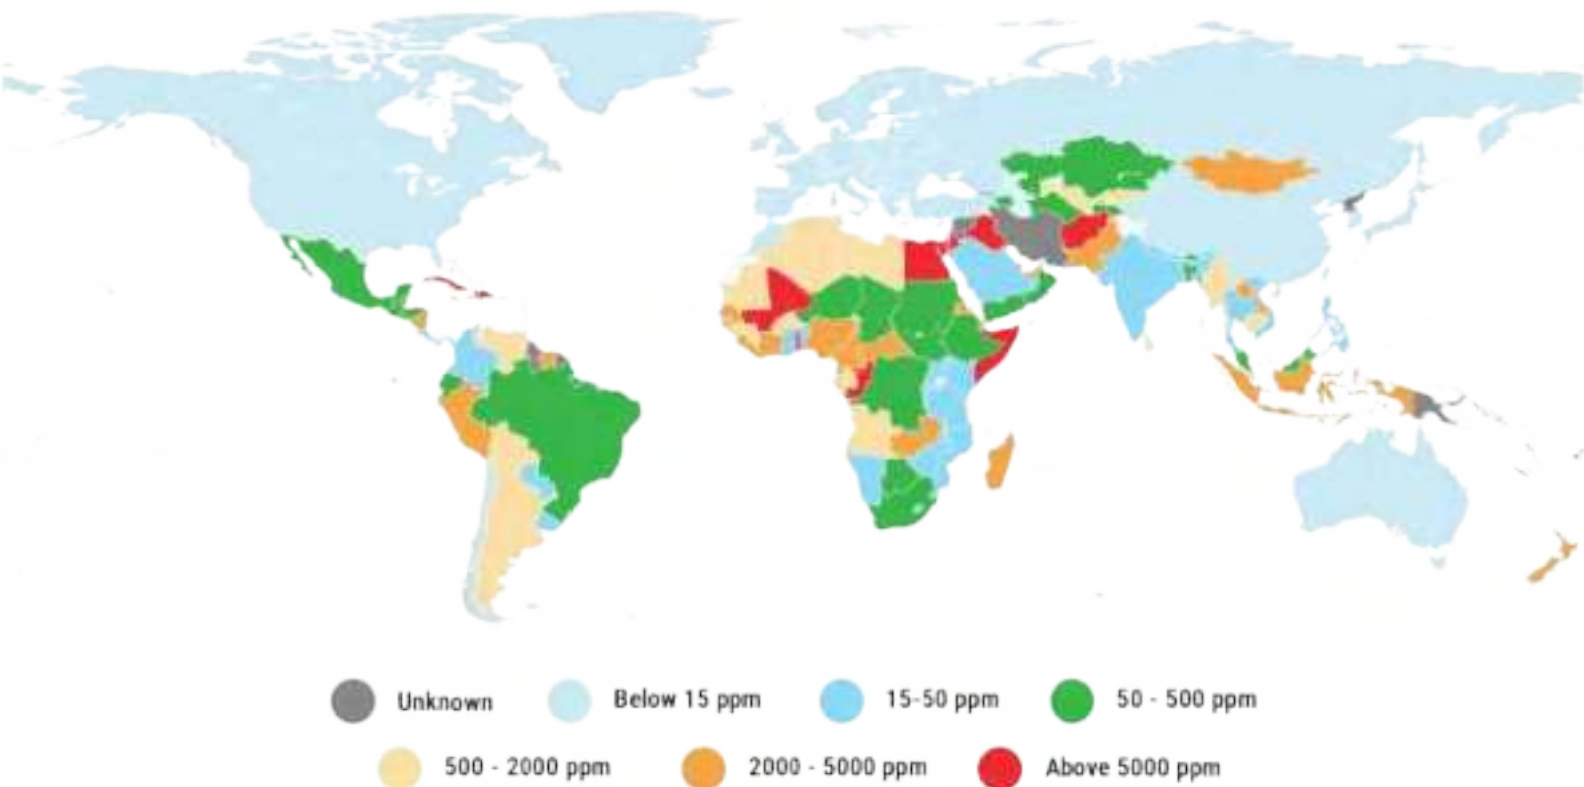 Unknown
Below 15 ppm
15-50 ppm
50 - 500 ppm
500 - 2000 ppm
2000 - 5000 ppm
Above 5000 ppm